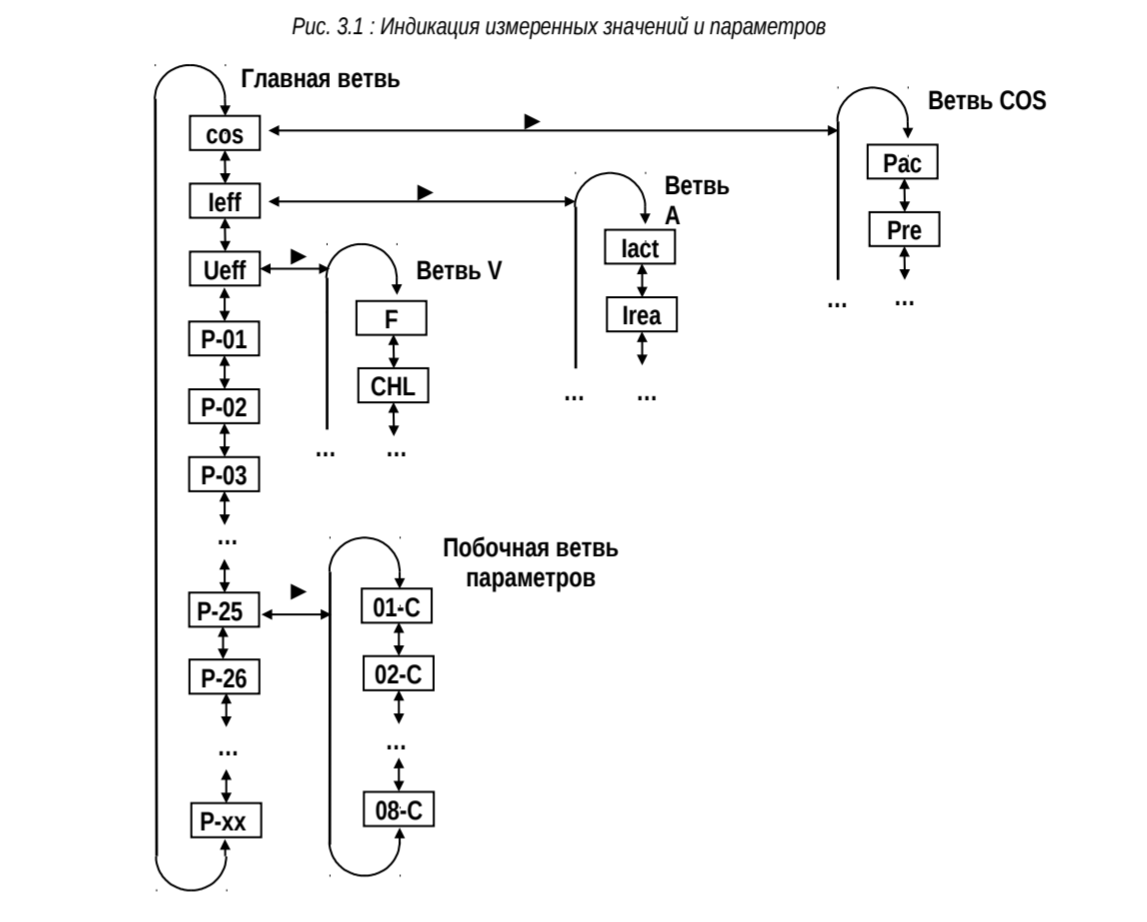 Рис. 3.1 : Индикация измеренных значений и параметров
Главная ветвь
Ветвь COS
cos
Pac
Ветвь
A
Ieff
Pre
Iact
Ueff
Ветвь V
...
...
F
Irea
P-01
CHL
...
...
P-02
...
...
P-03
...
Побочная ветвь
параметров
P-25
01-C
P-26
02-C
...
...
P-xx
08-C